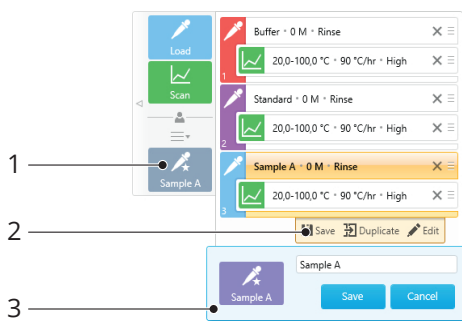 Load
Scan
Sample A
1
2
3
Buffer • 0 M • Rinse
20,0-100,0 °C • 90 °C/hr • High
1
Standard • 0 M • Rinse
20,0-100,0 °C • 90 °C/hr • High
2
Sample A • 0 M • Rinse
20,0-100,0 °C • 90 °C/hr • High
3
Save Duplicate Edit
Sample A
Sample A
Save Cancel